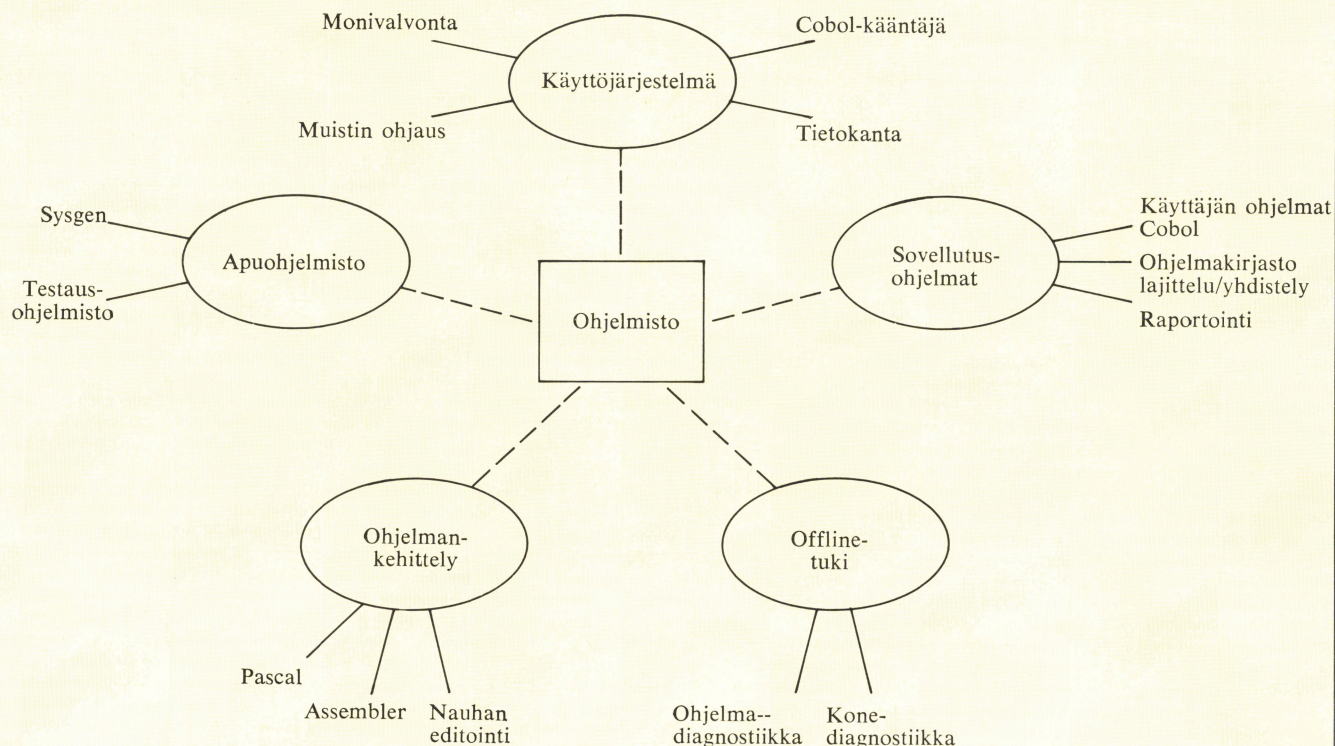 Monivalvonta
Cobol-kääntäjä
Käyttöjärjestelmä
Muistin ohjaus
Tietokanta
Sysgen
Apuohjelmisto
Testaus-
ohjelmisto
Ohjelmisto
Sovellutus-
ohjelmat
Käyttäjän ohjelmat
Cobol
Ohjelmakirjasto
lajittelu/yhdistely
Raportointi
Ohjelman-
kehittely
Pascal
Assembler
Nauhan
editointi
Offline-
tuki
Ohjelma--
diagnostiikka
Kone-
diagnostiikka